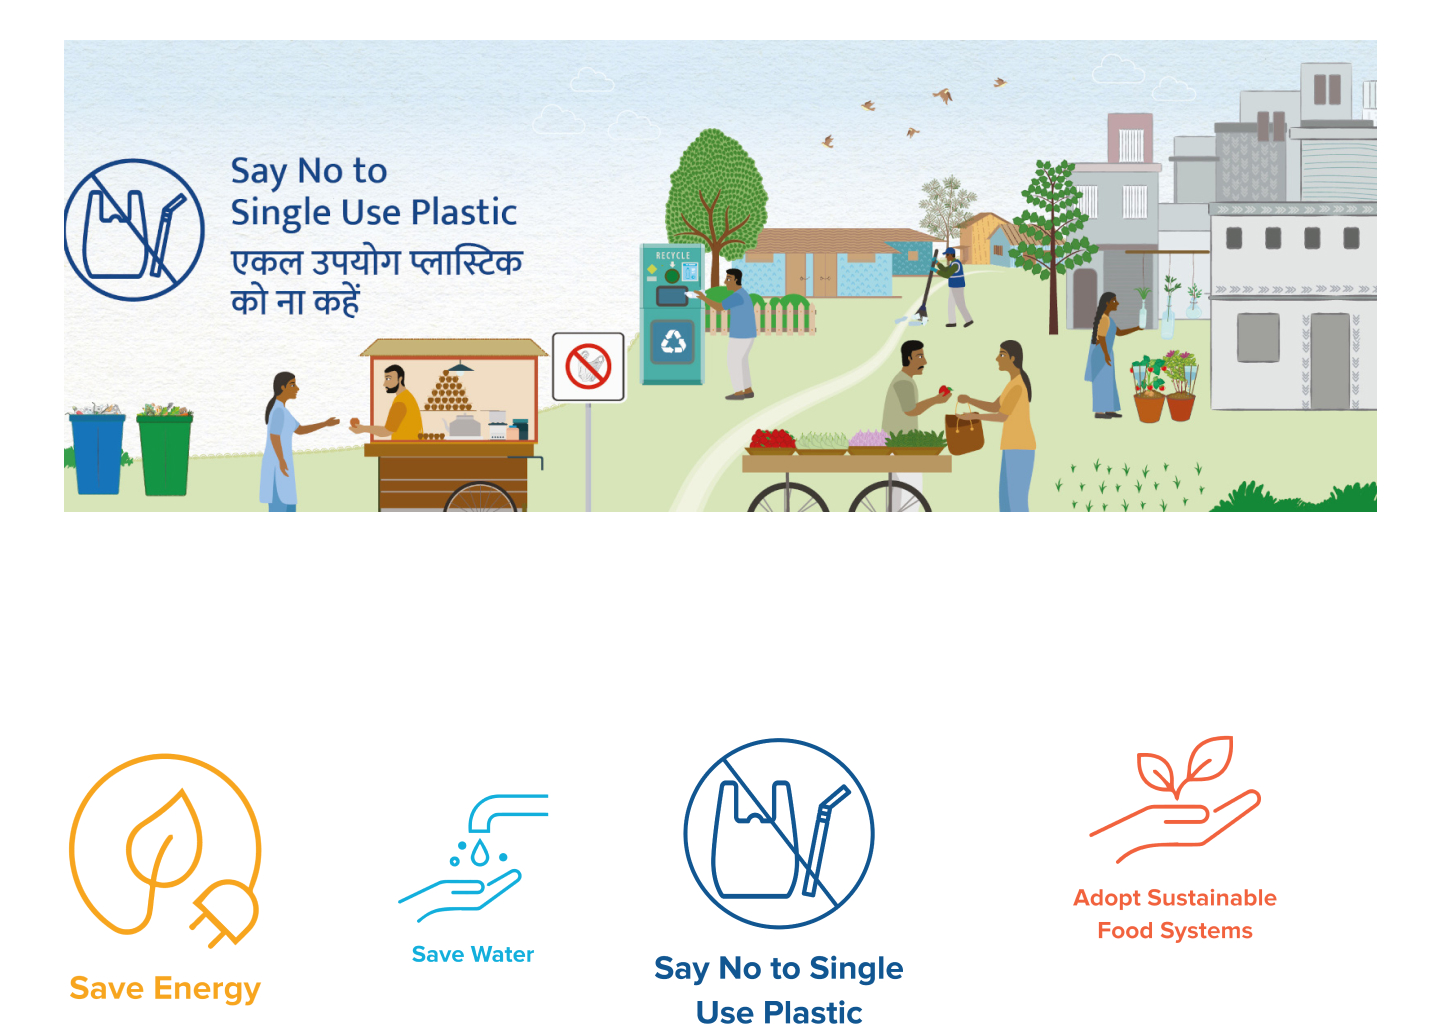 Say No to
Single Use Plastic
एकल उपयोग प्लास्टिक
को ना कहें
RECYCLE
Save Energy
Save Water
Say No to Single
Use Plastic
Adopt Sustainable
Food Systems